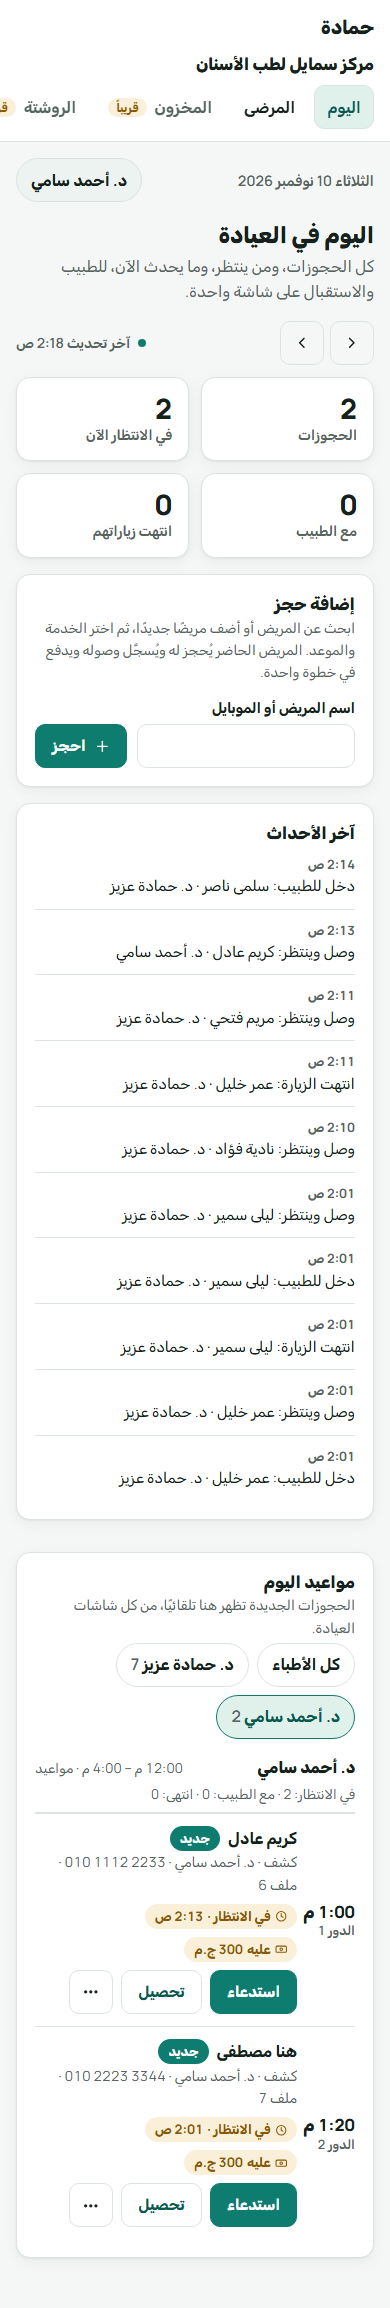 حمادة
مركز سمايل لطب الأسنان
اليوم
المرضى
المخزون قريباً
الروشتة
الثلاثاء 10 نوفمبر 2026
د. أحمد سامي
اليوم في العيادة
كل الحجوزات، ومن ينتظر، وما يحدث الآن، للطبيب
والاستقبال على شاشة واحدة.
آخر تحديث 2:18 ص
2
الحجوزات
2
في الانتظار الآن
0
مع الطبيب
0
انتهت زياراتهم
إضافة حجز
ابحث عن المريض أو أضف مريضًا جديدًا، ثم اختر الخدمة
والموعد. المريض الحاضر يُحجز له ويُسجَّل وصوله ويدفع
في خطوة واحدة.
اسم المريض أو الموبايل
+ احجز
آخر الأحداث
2:14 ص
دخل للطبيب: سلمى ناصر · د. حمادة عزيز
2:13 ص
وصل وينتظر: كريم عادل · د. أحمد سامي
2:11 ص
وصل وينتظر: مريم فتحي · د. حمادة عزيز
2:11 ص
انتهت الزيارة: عمر خليل · د. حمادة عزيز
2:10 ص
وصل وينتظر: نادية فؤاد · د. حمادة عزيز
2:01 ص
وصل وينتظر: ليلى سمير · د. حمادة عزيز
2:01 ص
دخل للطبيب: ليلى سمير · د. حمادة عزيز
2:01 ص
انتهت الزيارة: ليلى سمير · د. حمادة عزيز
2:01 ص
وصل وينتظر: عمر خليل · د. حمادة عزيز
2:01 ص
دخل للطبيب: عمر خليل · د. حمادة عزيز
مواعيد اليوم
الحجوزات الجديدة تظهر هنا تلقائيًا، من كل شاشات
العيادة.
كل الأطباء
د. حمادة عزيز 7
د. أحمد سامي 2
د. أحمد سامي
12:00 م – 4:00 م · مواعيد
في الانتظار: 2 · مع الطبيب: 0 · انتهى: 0
1:00 م
الدور 1
كريم عادل جديد
كشف · د. أحمد سامي · 010 1112 2233 ·
ملف 6
في الانتظار · 2:13 ص
عليه 300 ج.م
استدعاء
تحصيل
1:20 م
الدور 2
هنا مصطفى جديد
كشف · د. أحمد سامي · 010 2223 3344 ·
ملف 7
في الانتظار · 2:01 ص
عليه 300 ج.م
استدعاء
تحصيل